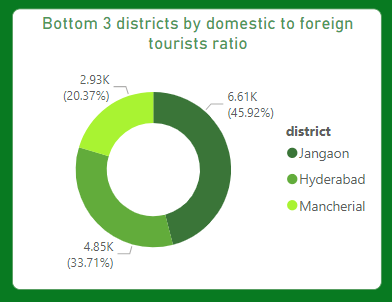 Bottom 3 districts by domestic to foreign
tourists ratio
2.93K
(20.37%)
6.61K
(45.92%)
4.85K
(33.71%)
district
Jangaon
Hyderabad
Mancherial